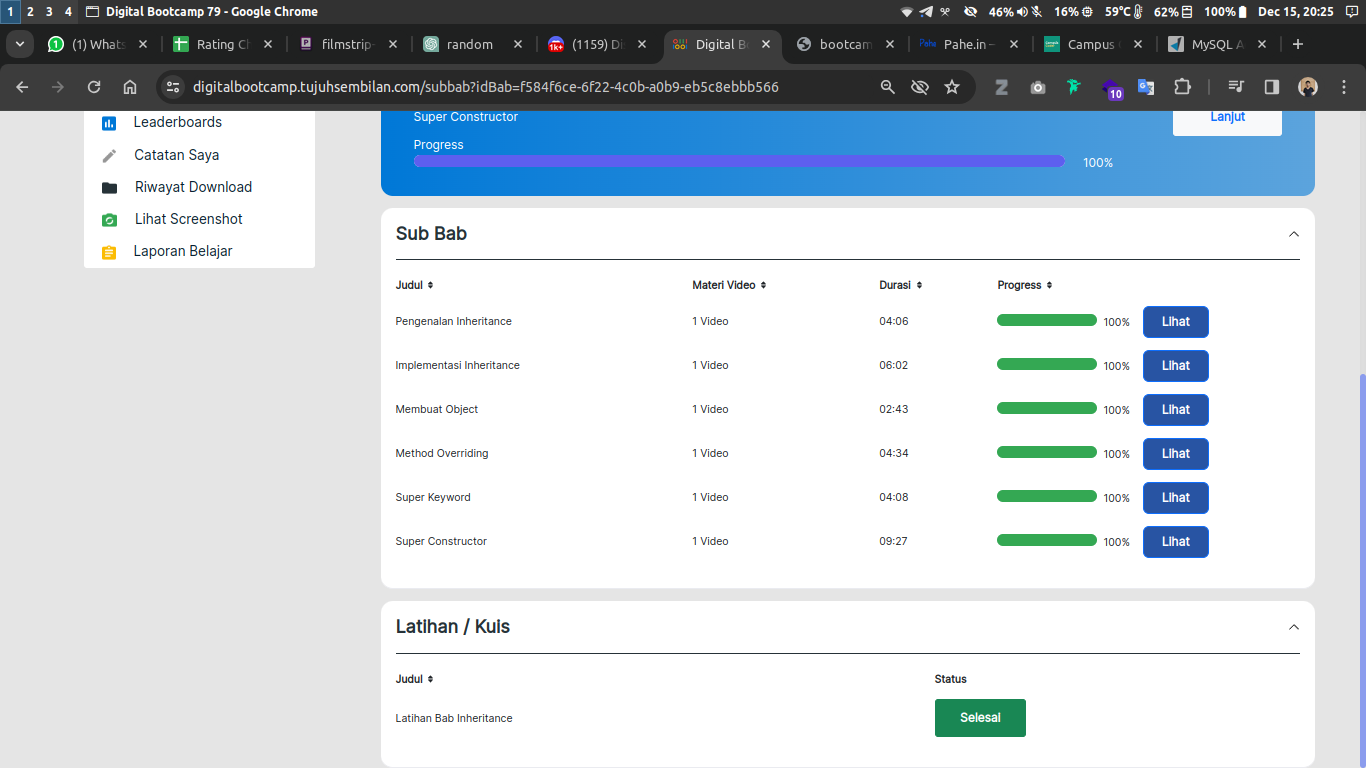 1 2 3 4 Digital Bootcamp 79 - Google Chrome 46% 16% 59°C 62% 100% Dec 15, 20:25
1 (1) Whats Rating Ch P filmstrip- random 1k+ (1159) Di Digital Bo bootcam Pahe Pahe.in – Campus MySQL A
digitalbootcamp.tujuhsembilan.com/subbab?idBab=f584f6ce-6f22-4c0b-a0b9-eb5c8ebbb566 Z 10
Leaderboards
Catatan Saya
Riwayat Download
Lihat Screenshot
Laporan Belajar
Super Constructor Lanjut
Progress
100%
Sub Bab
Judul Materi Video Durasi Progress
Pengenalan Inheritance 1 Video 04:06 100% Lihat
Implementasi Inheritance 1 Video 06:02 100% Lihat
Membuat Object 1 Video 02:43 100% Lihat
Method Overriding 1 Video 04:34 100% Lihat
Super Keyword 1 Video 04:08 100% Lihat
Super Constructor 1 Video 09:27 100% Lihat
Latihan / Kuis
Judul Status
Latihan Bab Inheritance Selesai